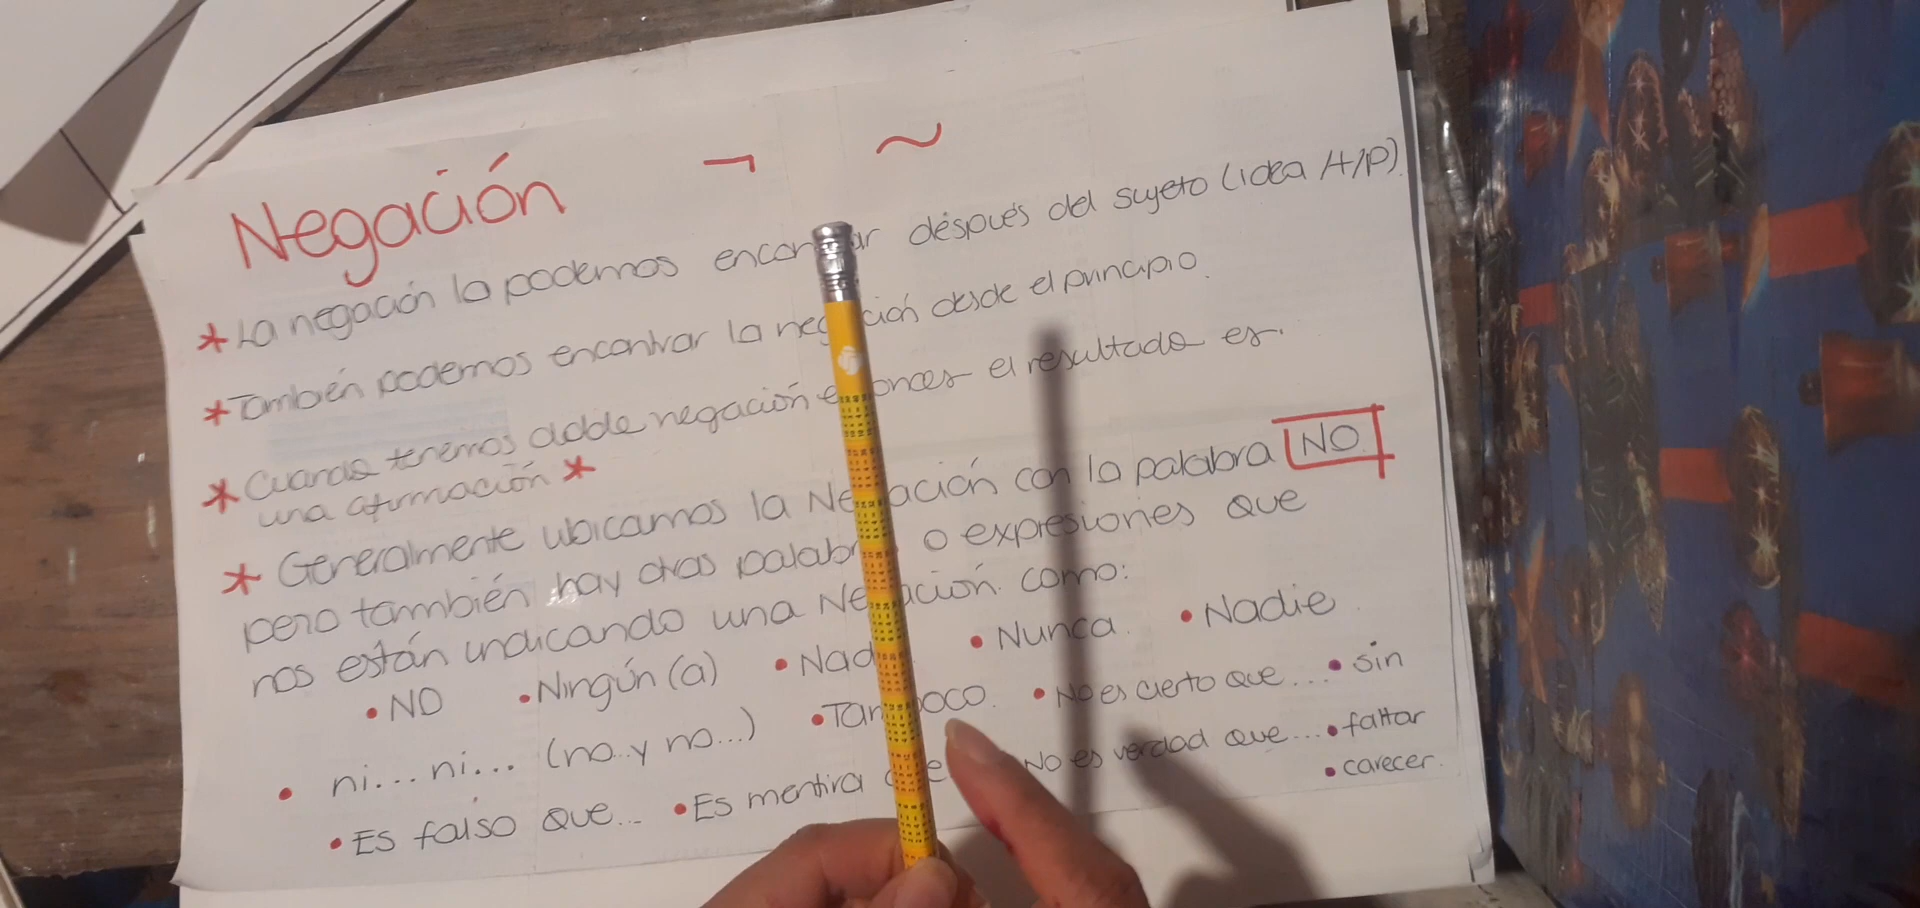 Negación ¬ ~
* La negación la podemos encontrar después del sujeto (idea A/P).
* También podemos encontrar la negación desde el principio.
* Cuando tenemos doble negación entonces el resultado es
una afirmación *
* Generalmente ubicamos la Negación con la palabra NO.
pero también hay otras palabras o expresiones que
nos están indicando una Negación como:
• NO • Ningún (a) • Nad • Nunca. • Nadie.
• ni... ni... (no..y no...) • Tampoco. • No es cierto que... • sin
• Es falso que... • Es mentira que No es verdad que... • faltar
• carecer.